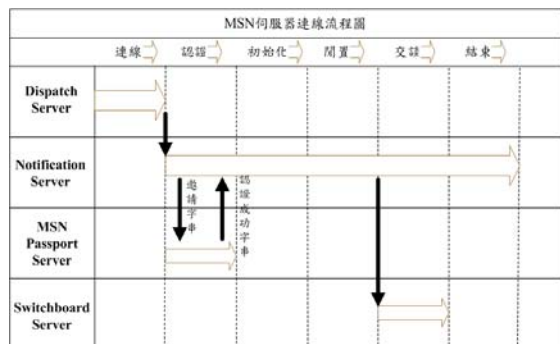 MSN伺服器連線流程圖
連線 認證 初始化 閒置 交談 結束
Dispatch
Server
Notification
Server
邀請字串
認證成功字串
MSN
Passport
Server
Switchboard
Server